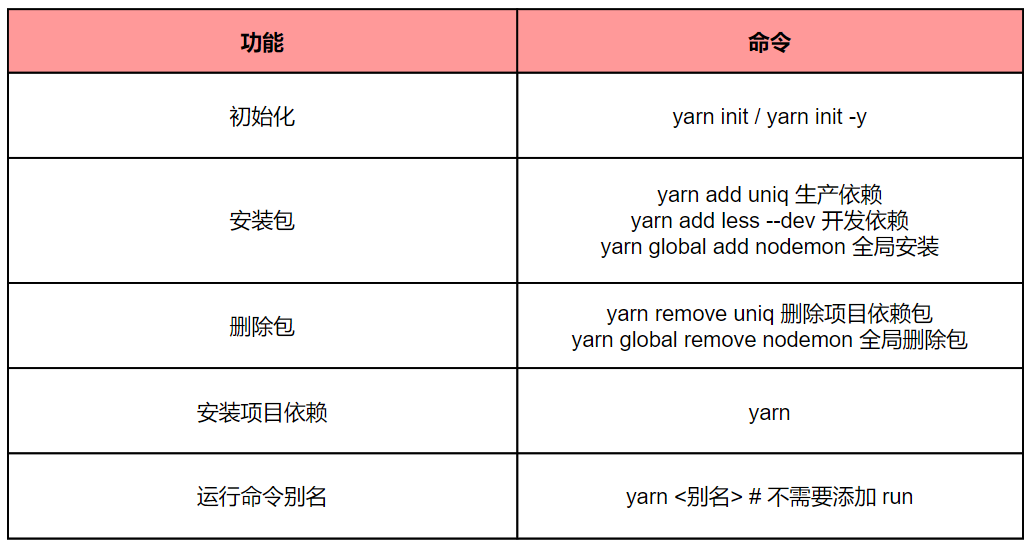 功能
命令
初始化
yarn init / yarn init -y
安装包
yarn add uniq 生产依赖
yarn add less --dev 开发依赖
yarn global add nodemon 全局安装
删除包
yarn remove uniq 删除项目依赖包
yarn global remove nodemon 全局删除包
安装项目依赖
yarn
运行命令别名
yarn <别名> # 不需要添加 run